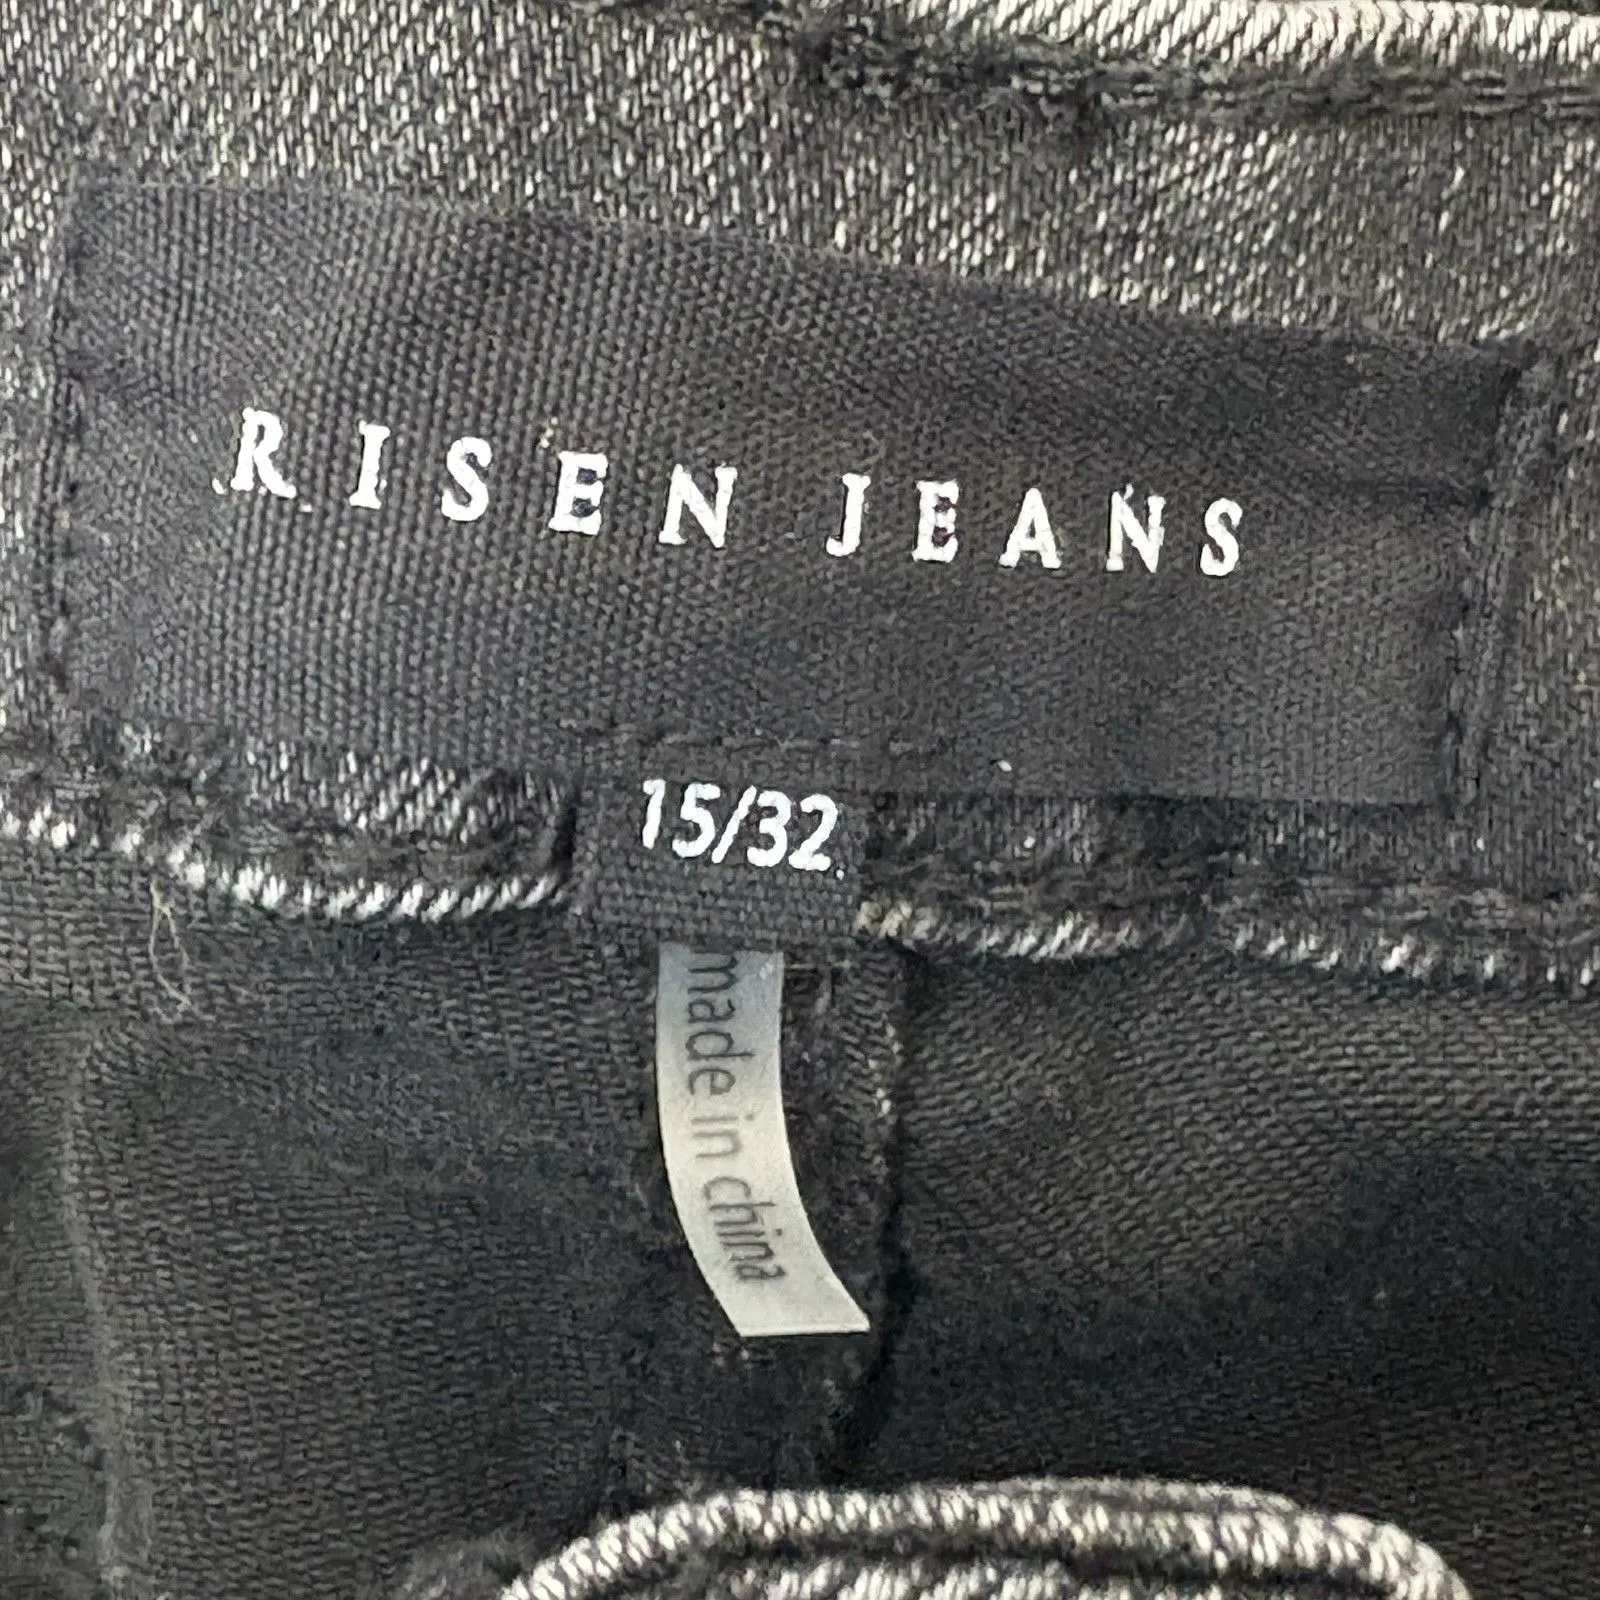 RISEN JEANS
15/32
made in china